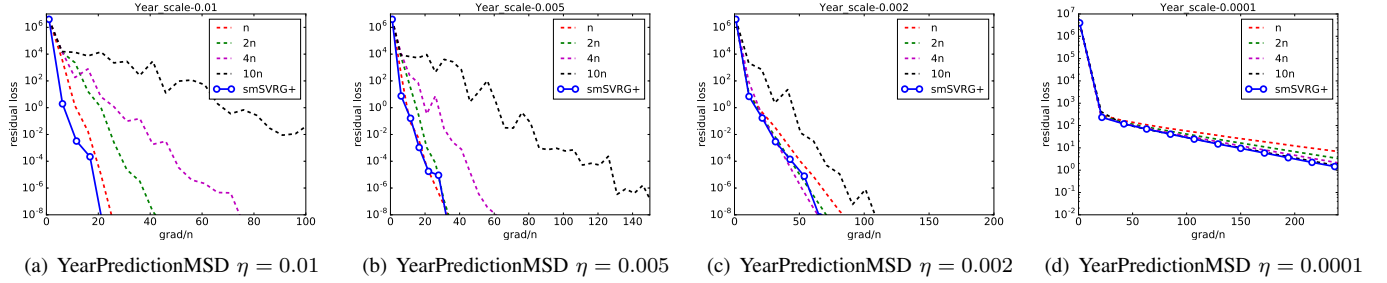 Year_scale-0.01
residual loss
10^6
10^4
10^2
10^0
10^-2
10^-4
10^-6
10^-8
n
2n
4n
10n
smSVRG+
0 20 40 60 80 100
grad/n
(a) YearPredictionMSD η = 0.01
Year_scale-0.005
residual loss
10^6
10^4
10^2
10^0
10^-2
10^-4
10^-6
10^-8
n
2n
4n
10n
smSVRG+
0 20 40 60 80 100 120 140
grad/n
(b) YearPredictionMSD η = 0.005
Year_scale-0.002
residual loss
10^6
10^4
10^2
10^0
10^-2
10^-4
10^-6
10^-8
n
2n
4n
10n
smSVRG+
0 50 100 150 200
grad/n
(c) YearPredictionMSD η = 0.002
Year_scale-0.0001
residual loss
10^7
10^6
10^5
10^4
10^3
10^2
10^1
10^0
10^-1
10^-2
n
2n
4n
10n
smSVRG+
0 50 100 150 200
grad/n
(d) YearPredictionMSD η = 0.0001